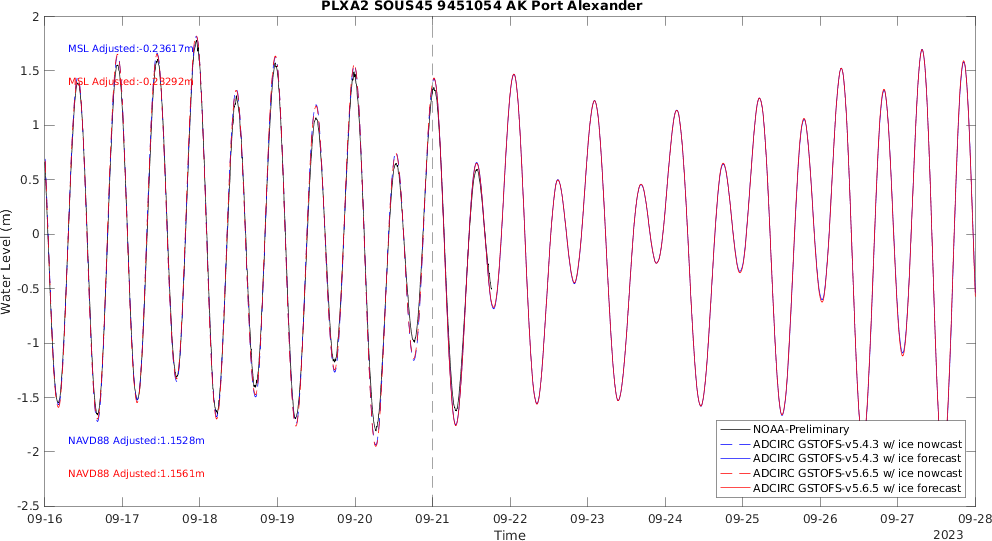 PLXA2 SOUS45 9451054 AK Port Alexander
2
1.5
1
0.5
0
-0.5
-1
-1.5
-2
-2.5
Water Level (m)
MSL Adjusted:-0.23617m
MSL Adjusted:-0.23292m
NAVD88 Adjusted:1.1528m
NAVD88 Adjusted:1.1561m
NOAA-Preliminary
ADCIRC GSTOFS-v5.4.3 w/ ice nowcast
ADCIRC GSTOFS-v5.4.3 w/ ice forecast
ADCIRC GSTOFS-v5.6.5 w/ ice nowcast
ADCIRC GSTOFS-v5.6.5 w/ ice forecast
09-16 09-17 09-18 09-19 09-20 09-21 09-22 09-23 09-24 09-25 09-26 09-27 09-28
Time
2023